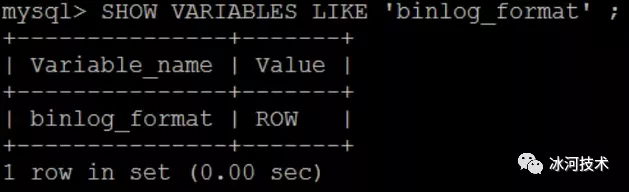 mysql> SHOW VARIABLES LIKE 'binlog_format' ;
+---------------+-------+
| Variable_name | Value |
+---------------+-------+
| binlog_format | ROW   |
+---------------+-------+
1 row in set (0.00 sec)
冰河技术